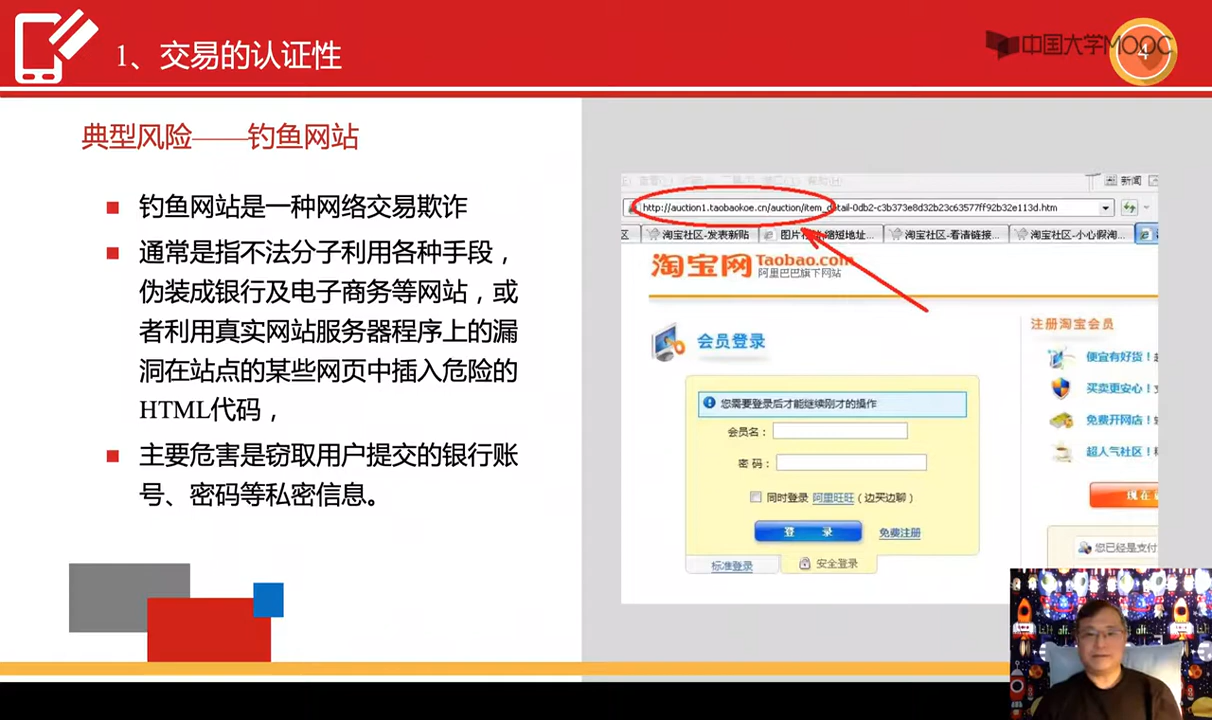 1、交易的认证性
中国大学MOOC
4
典型风险——钓鱼网站
钓鱼网站是一种网络交易欺诈
通常是指不法分子利用各种手段，
伪装成银行及电子商务等网站，或
者利用真实网站服务器程序上的漏
洞在站点的某些网页中插入危险的
HTML代码，
主要危害是窃取用户提交的银行账
号、密码等私密信息。
新闻
http://auction1.taobaokoe.cn/auction/item_detail-0db2-c3b373e8d32b23c63577ff92b32e113d.htm
区 淘宝社区-发表新贴 淘宝社区-看请链接... 淘宝社区-小心假淘...
淘宝网 Taobao.com
阿里巴巴旗下网站
会员登录
您需要登录后才能继续刚才的操作
会员名：
密 码：
同时登录 阿里旺旺（边买边聊）
登 录 免费注册
标准登录 安全登录
注册淘宝会员
便宜有好货！
买卖更安心！
免费开网店！
超人气社区！
现在
您已经是支付